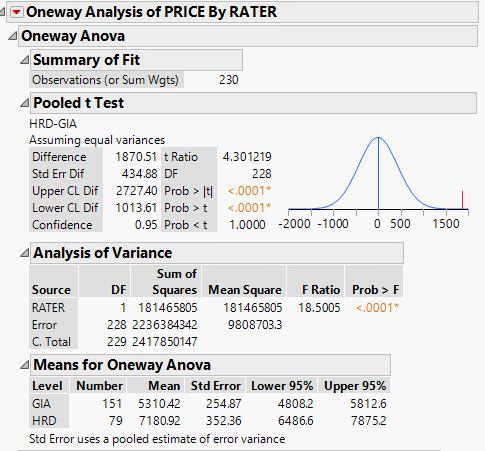 Oneway Analysis of PRICE By RATER
Oneway Anova
Summary of Fit
Observations (or Sum Wgts) 230
Pooled t Test
HRD-GIA
Assuming equal variances
Difference 1870.51 t Ratio 4.301219
Std Err Dif 434.88 DF 228
Upper CL Dif 2727.40 Prob > |t| <.0001*
Lower CL Dif 1013.61 Prob > t <.0001*
Confidence 0.95 Prob < t 1.0000
-2000 -1000 0 500 1500
Analysis of Variance
Source DF Sum of Squares Mean Square F Ratio Prob > F
RATER 1 181465805 181465805 18.5005 <.0001*
Error 228 2236384342 9808703.3
C. Total 229 2417850147
Means for Oneway Anova
Level Number Mean Std Error Lower 95% Upper 95%
GIA 151 5310.42 254.87 4808.2 5812.6
HRD 79 7180.92 352.36 6486.6 7875.2
Std Error uses a pooled estimate of error variance